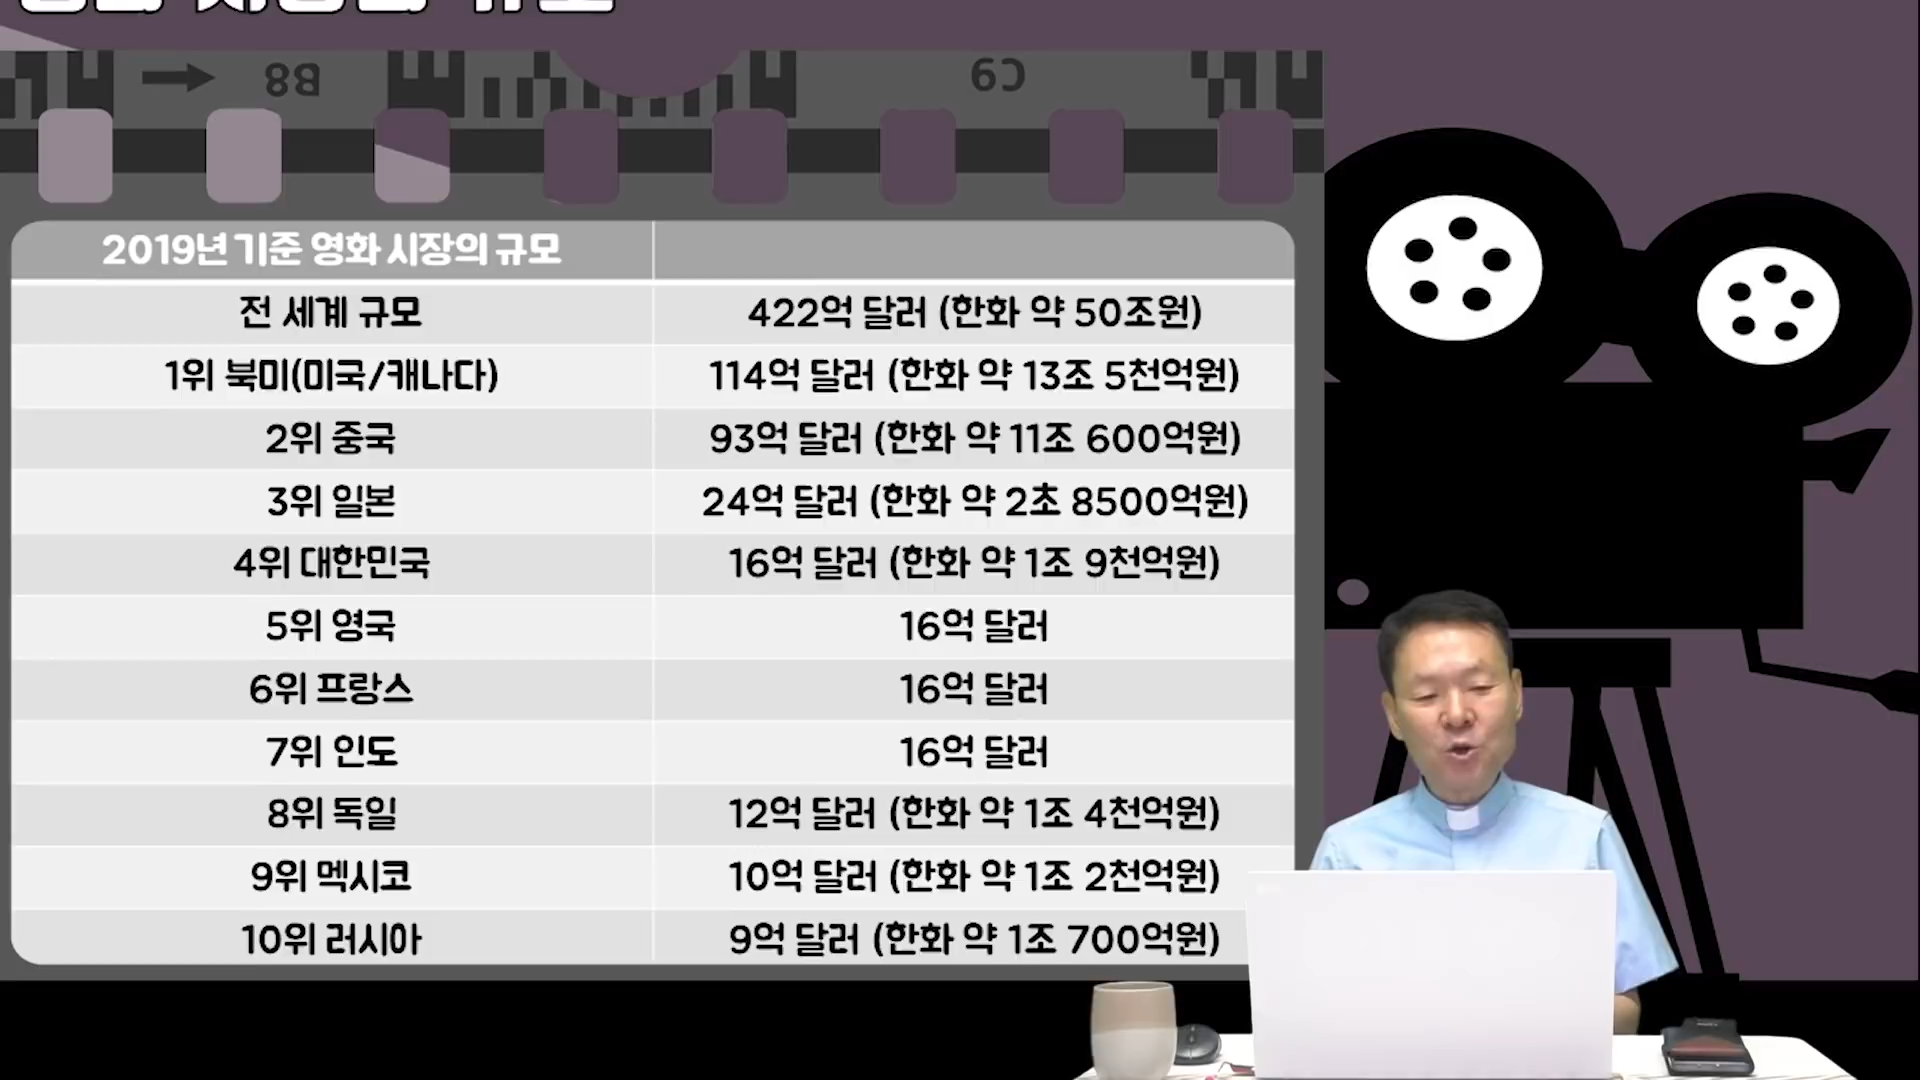 영화 시장의 규모
B8
C9
2019년 기준 영화 시장의 규모
전 세계 규모 422억 달러 (한화 약 50조원)
1위 북미(미국/캐나다) 114억 달러 (한화 약 13조 5천억원)
2위 중국 93억 달러 (한화 약 11조 600억원)
3위 일본 24억 달러 (한화 약 2초 8500억원)
4위 대한민국 16억 달러 (한화 약 1조 9천억원)
5위 영국 16억 달러
6위 프랑스 16억 달러
7위 인도 16억 달러
8위 독일 12억 달러 (한화 약 1조 4천억원)
9위 멕시코 10억 달러 (한화 약 1조 2천억원)
10위 러시아 9억 달러 (한화 약 1조 700억원)